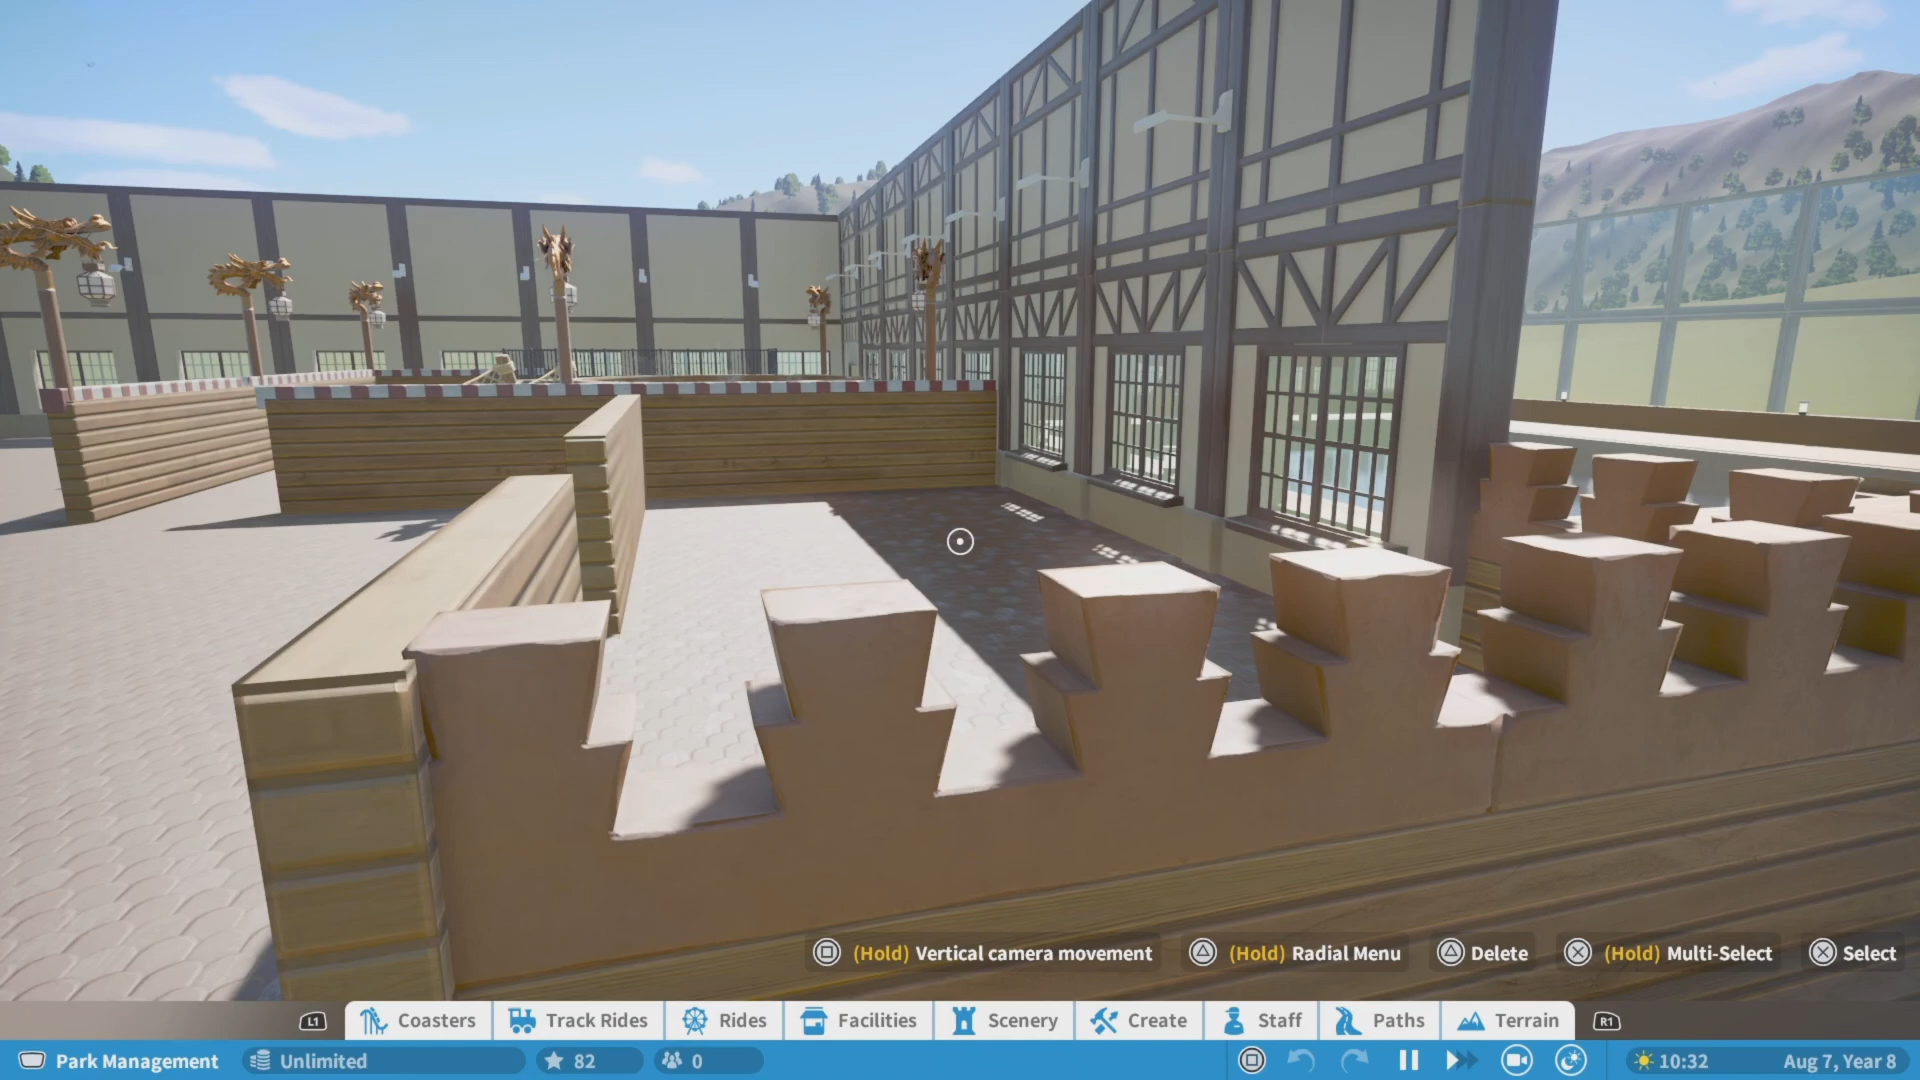 (Hold) Vertical camera movement (Hold) Radial Menu Delete (Hold) Multi-Select Select
L1 Coasters Track Rides Rides Facilities Scenery Create Staff Paths Terrain R1
Park Management Unlimited 82 0 10:32 Aug 7, Year 8